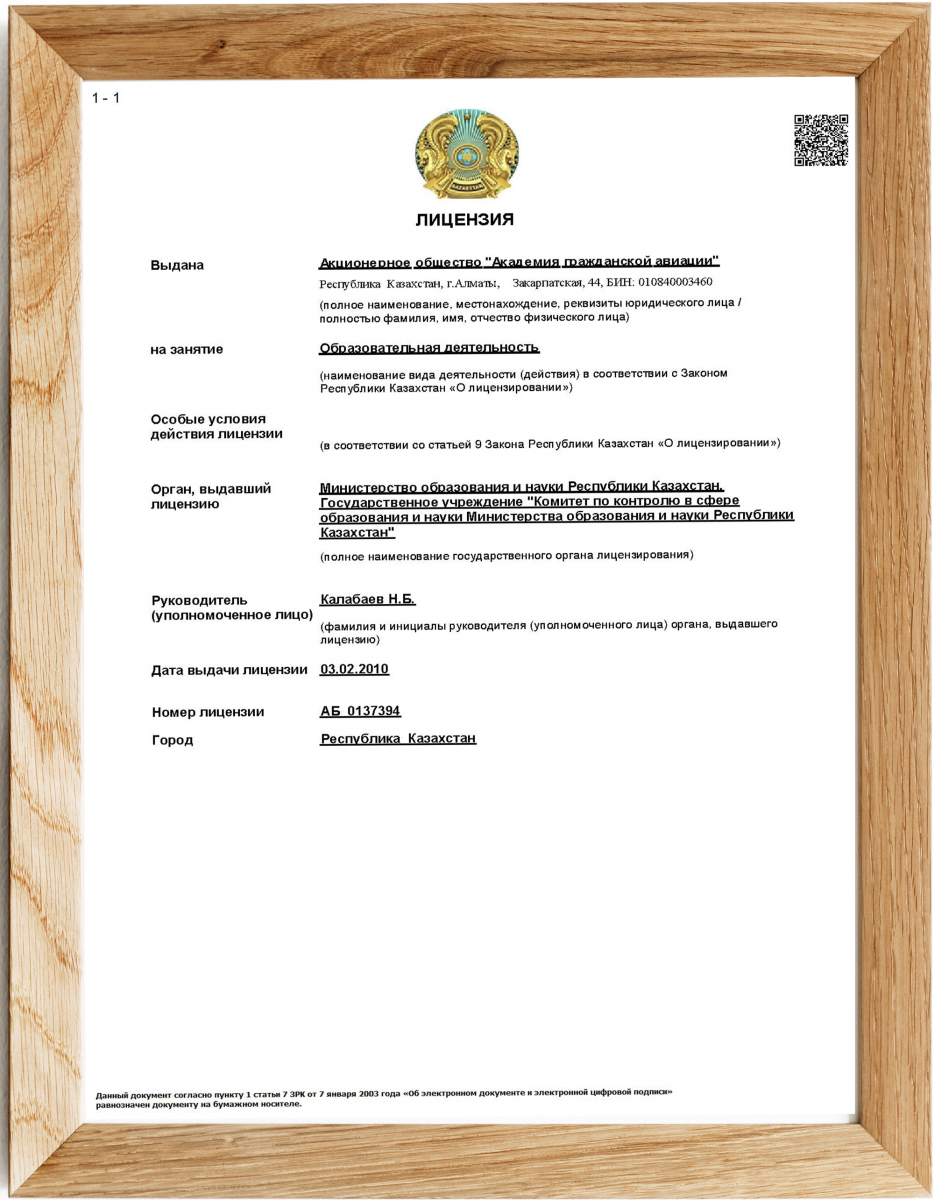 1 - 1
ҚАЗАҚСТАН
ЛИЦЕНЗИЯ
Выдана
Акционерное общество "Академия гражданской авиации"
Республика Казахстан, г.Алматы, Закарпатская, 44, БИН: 010840003460
(полное наименование, местонахождение, реквизиты юридического лица /
полностью фамилия, имя, отчество физического лица)
на занятие
Образовательная деятельность
(наименование вида деятельности (действия) в соответствии с Законом
Республики Казахстан «О лицензировании»)
Особые условия
действия лицензии
(в соответствии со статьей 9 Закона Республики Казахстан «О лицензировании»)
Орган, выдавший
лицензию
Министерство образования и науки Республики Казахстан.
Государственное учреждение "Комитет по контролю в сфере
образования и науки Министерства образования и науки Республики
Казахстан"
(полное наименование государственного органа лицензирования)
Руководитель
(уполномоченное лицо)
Калабаев Н.Б.
(фамилия и инициалы руководителя (уполномоченного лица) органа, выдавшего
лицензию)
Дата выдачи лицензии 03.02.2010
Номер лицензии АБ 0137394
Город Республика Казахстан
Данный документ согласно пункту 1 статьи 7 ЗРК от 7 января 2003 года «Об электронном документе и электронной цифровой подписи»
равнозначен документу на бумажном носителе.